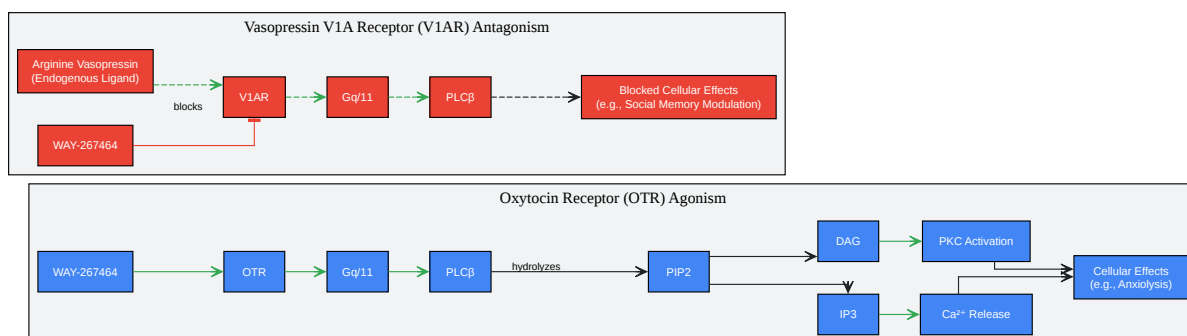 Vasopressin V1A Receptor (V1AR) Antagonism
Arginine Vasopressin
(Endogenous Ligand)
V1AR
Gq/11
PLCβ
Blocked Cellular Effects
(e.g., Social Memory Modulation)
blocks
WAY-267464
Oxytocin Receptor (OTR) Agonism
WAY-267464
OTR
Gq/11
PLCβ
hydrolyzes
PIP2
DAG
PKC Activation
IP3
Ca²⁺ Release
Cellular Effects
(e.g., Anxiolysis)